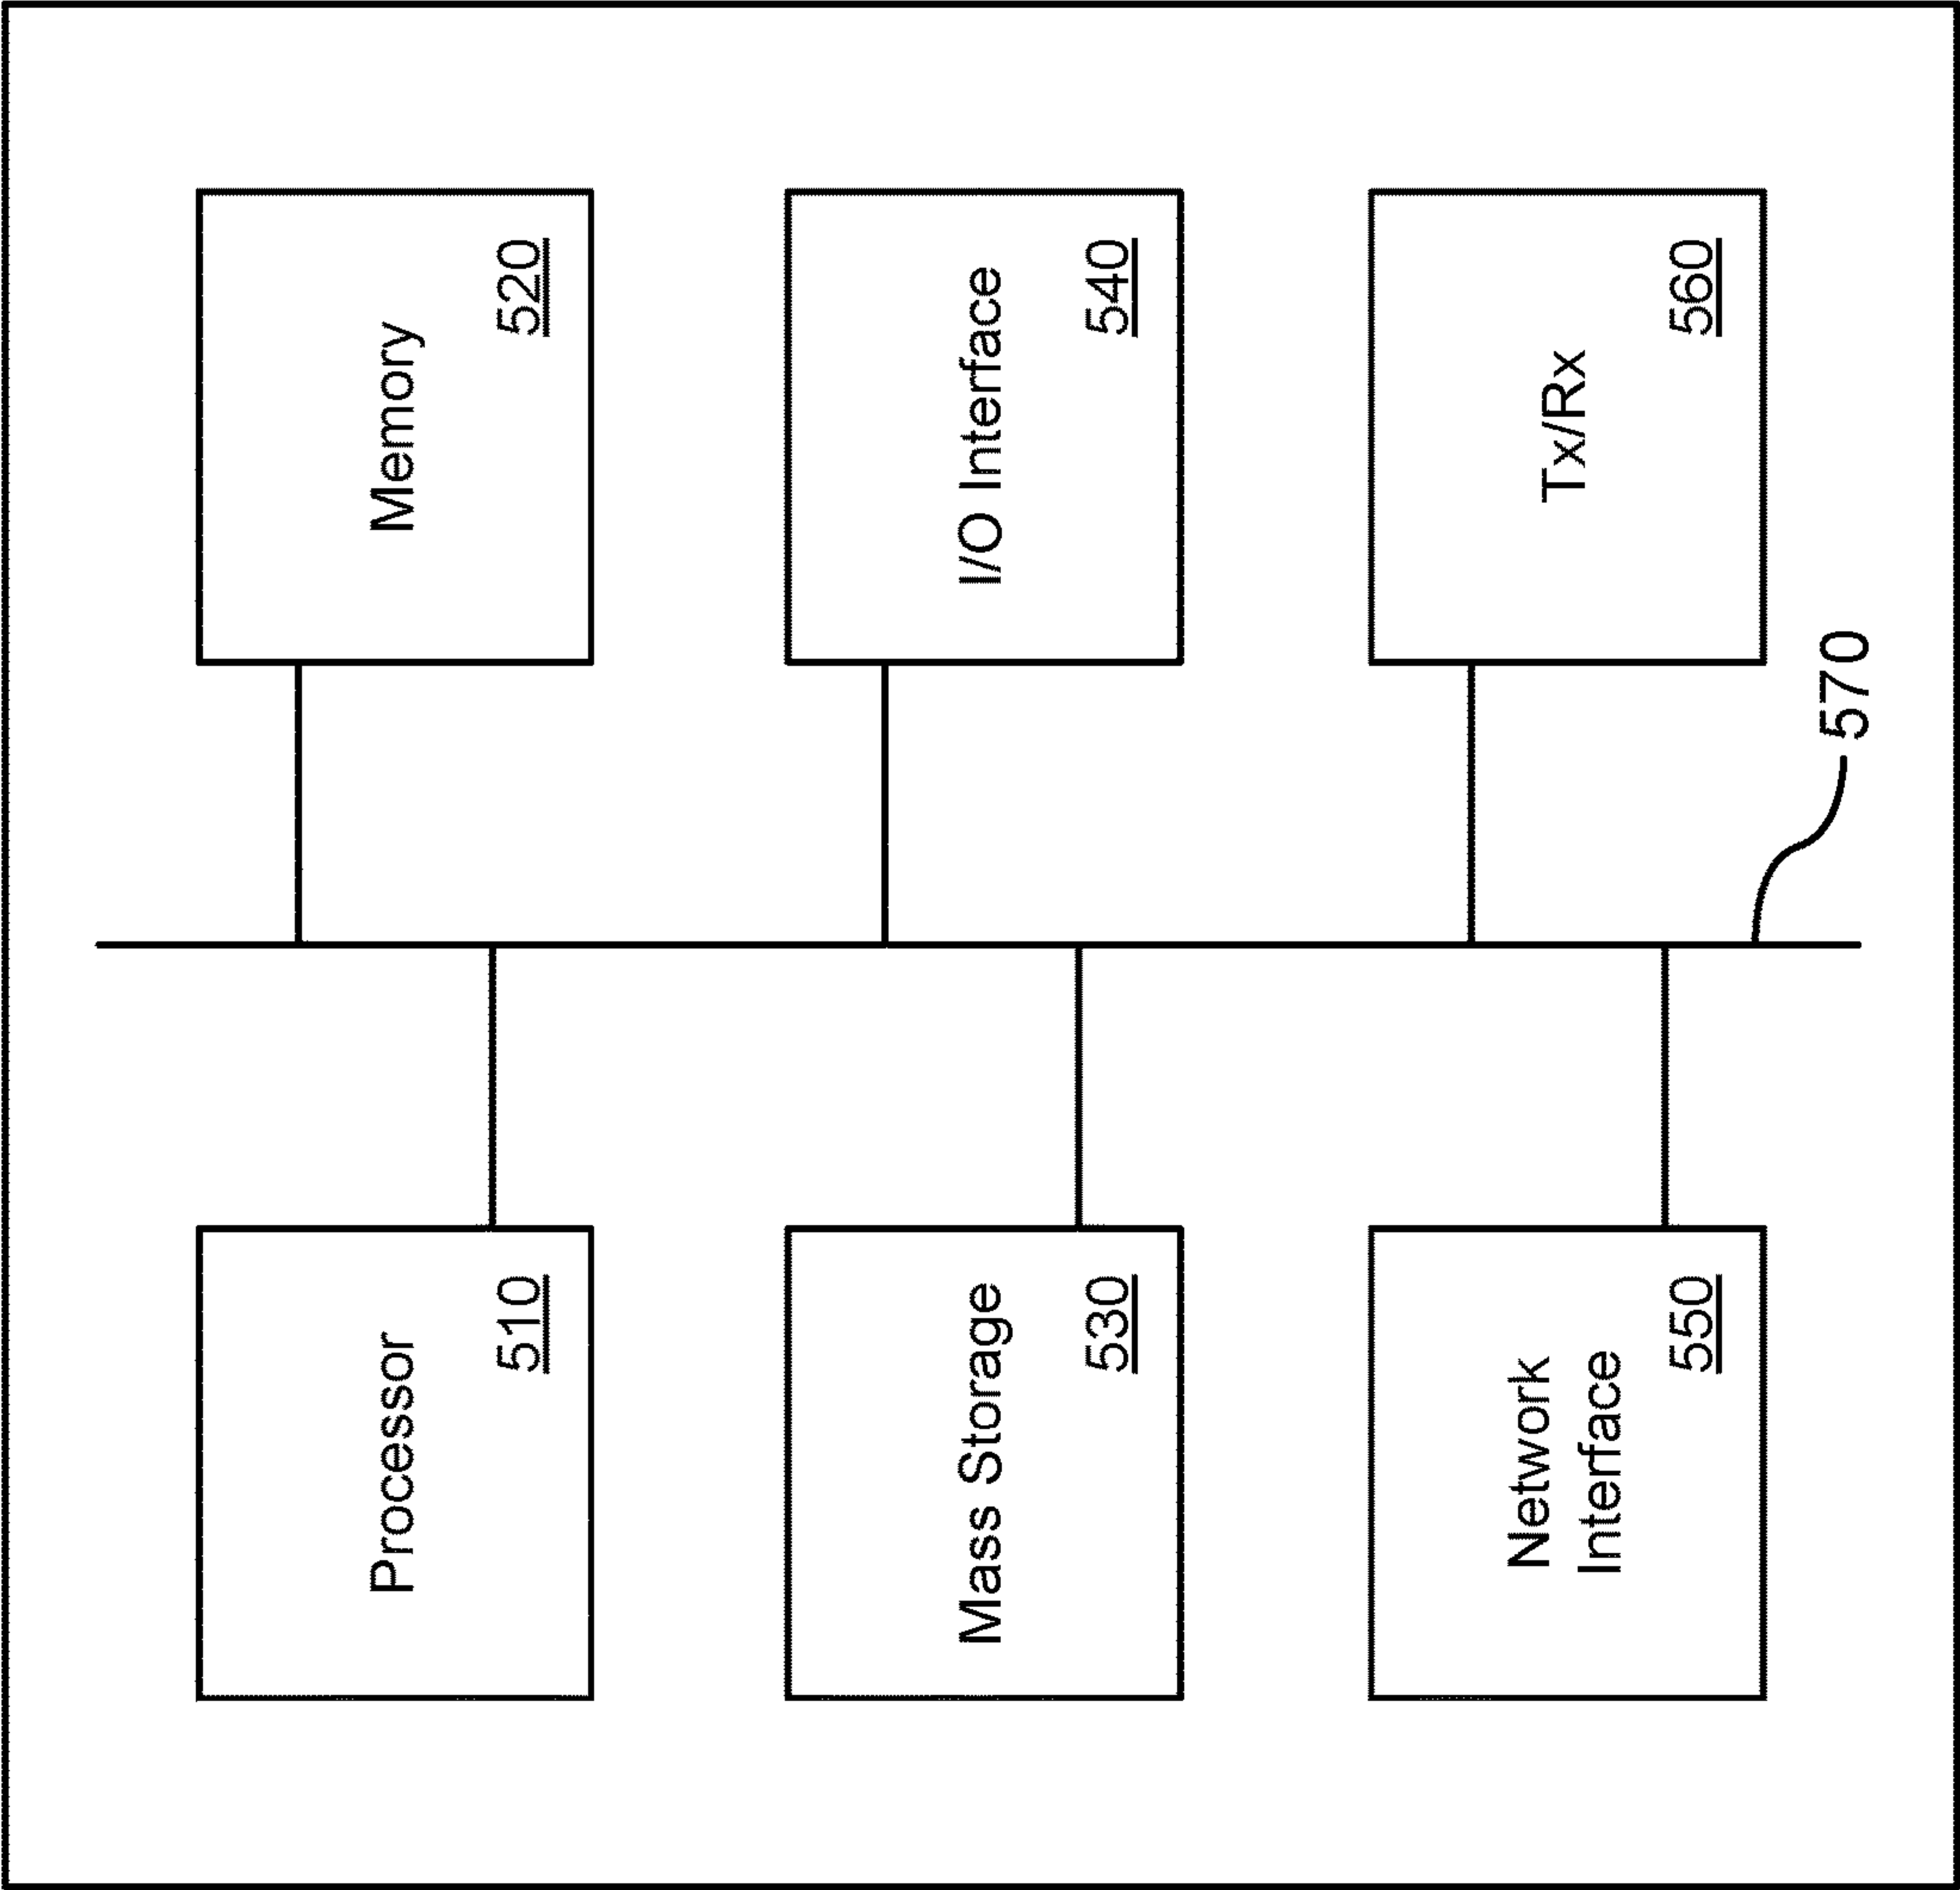 Processor
510
Memory
520
Mass Storage
530
I/O Interface
540
Network
Interface
550
Tx/Rx
560
570